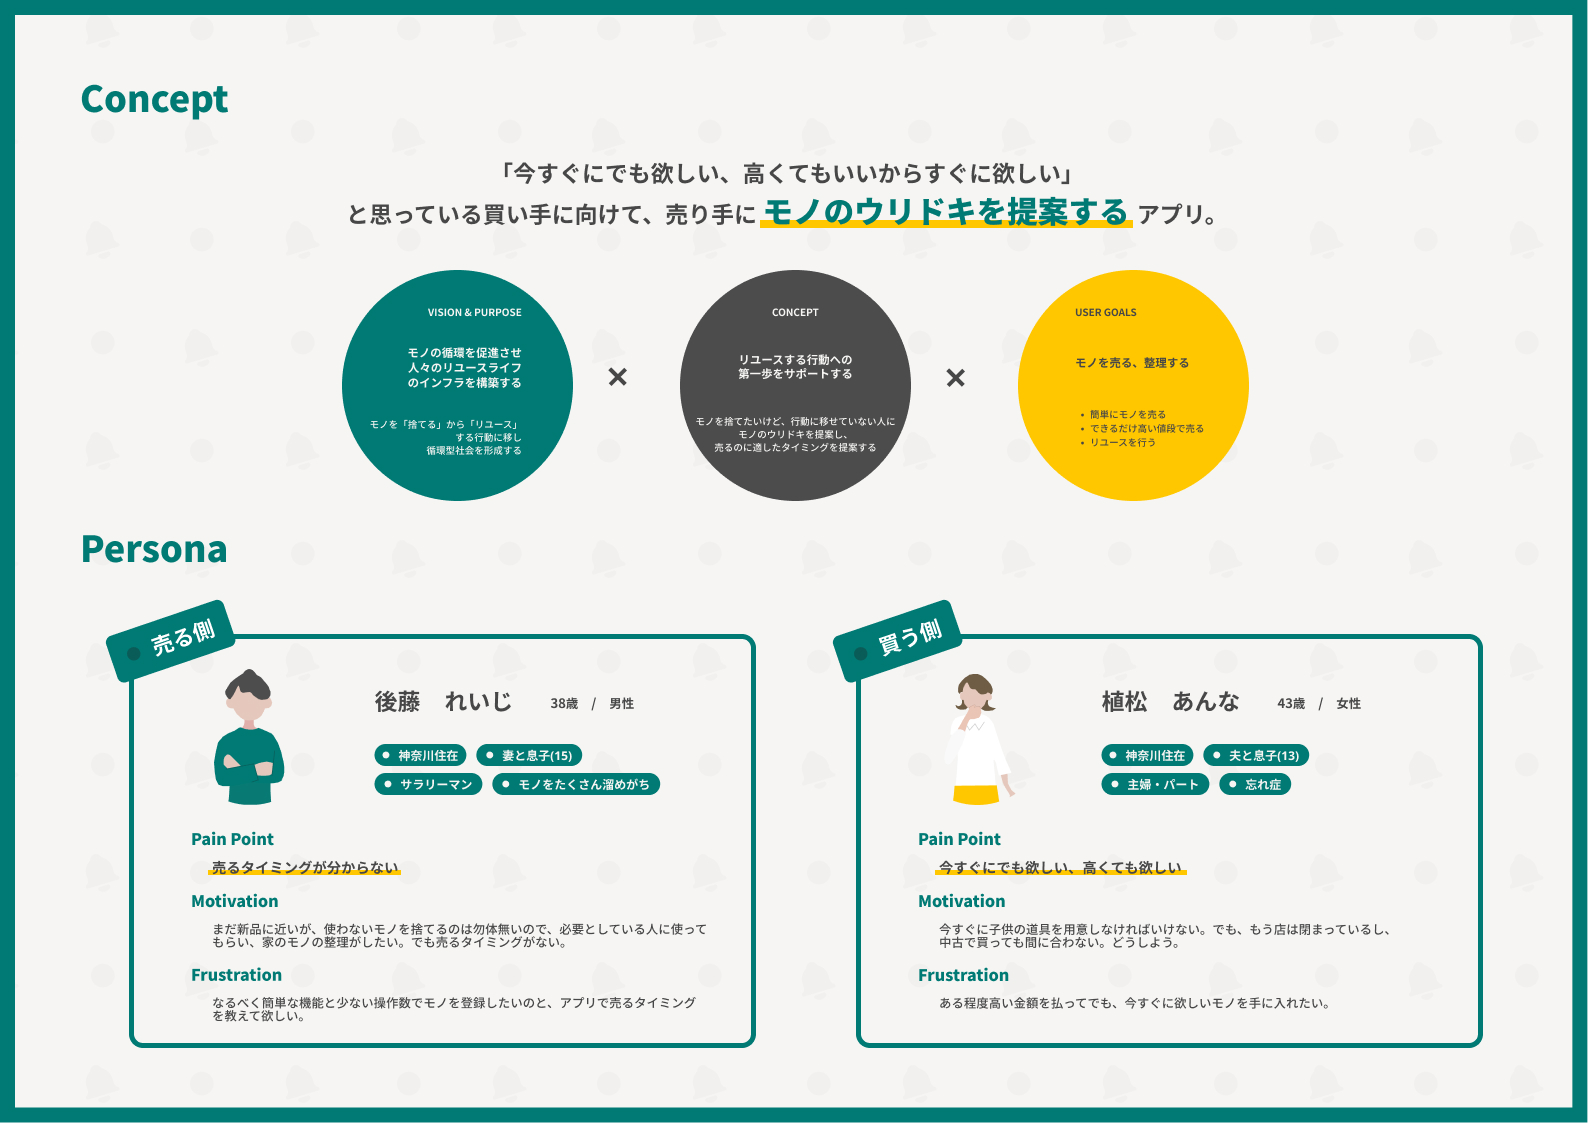 Concept
「今すぐにでも欲しい、高くてもいいからすぐに欲しい」
と思っている買い手に向けて、売り手に モノのウリドキを提案する アプリ。
VISION & PURPOSE
モノの循環を促進させ
人々のリユースライフ
のインフラを構築する
モノを「捨てる」から「リユース」
する行動に移し
循環型社会を形成する
×
CONCEPT
リユースする行動への
第一歩をサポートする
モノを捨てたいけど、行動に移せていない人に
モノのウリドキを提案し、
売るのに適したタイミングを提案する
×
USER GOALS
モノを売る、整理する
• 簡単にモノを売る
• できるだけ高い値段で売る
• リユースを行う
Persona
売る側
後藤　れいじ 38歳 / 男性
神奈川住在 妻と息子(15)
サラリーマン モノをたくさん溜めがち
Pain Point
売るタイミングが分からない
Motivation
まだ新品に近いが、使わないモノを捨てるのは勿体無いので、必要としている人に使って
もらい、家のモノの整理がしたい。でも売るタイミングがない。
Frustration
なるべく簡単な機能と少ない操作数でモノを登録したいのと、アプリで売るタイミング
を教えて欲しい。
買う側
植松　あんな 43歳 / 女性
神奈川住在 夫と息子(13)
主婦・パート 忘れ症
Pain Point
今すぐにでも欲しい、高くても欲しい
Motivation
今すぐに子供の道具を用意しなければいけない。でも、もう店は閉まっているし、
中古で買っても間に合わない。どうしよう。
Frustration
ある程度高い金額を払ってでも、今すぐに欲しいモノを手に入れたい。